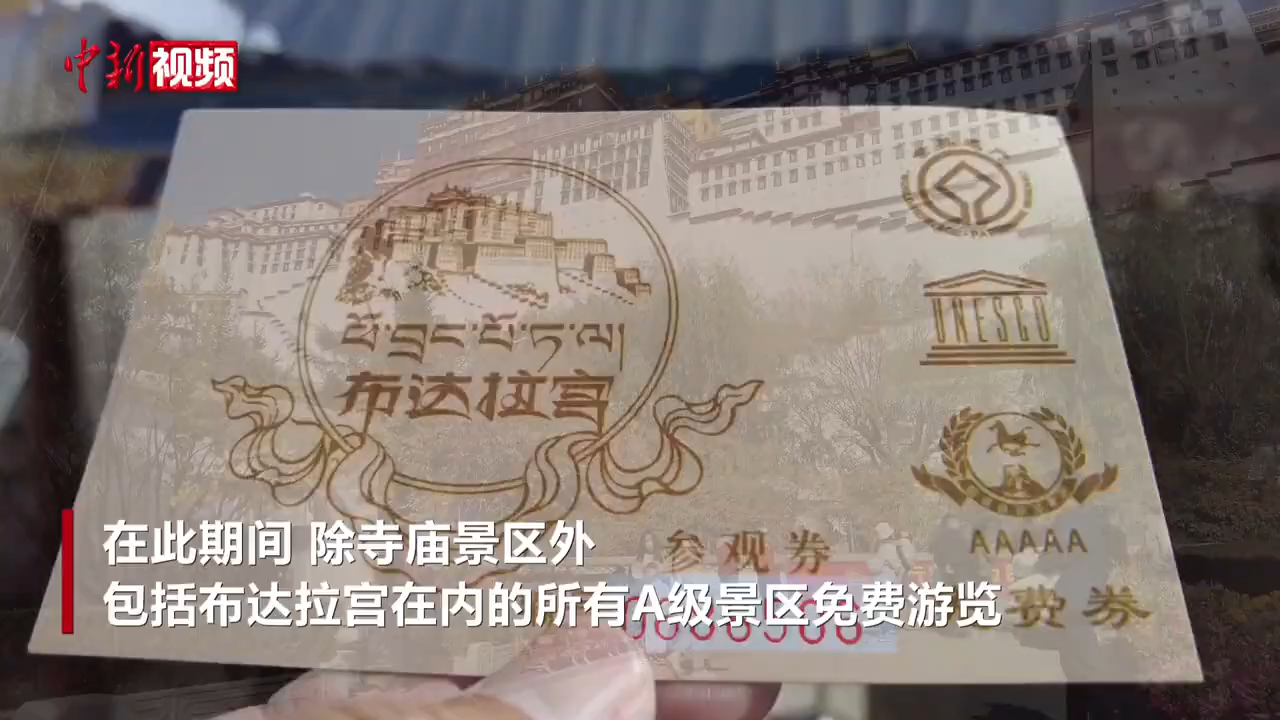 中新视频
ཕོ་བྲང་པོ་ཏ་ལ།
布达拉宫
UNESCO
AAAAA
参观券
费券
在此期间 除寺庙景区外
包括布达拉宫在内的所有A级景区免费游览